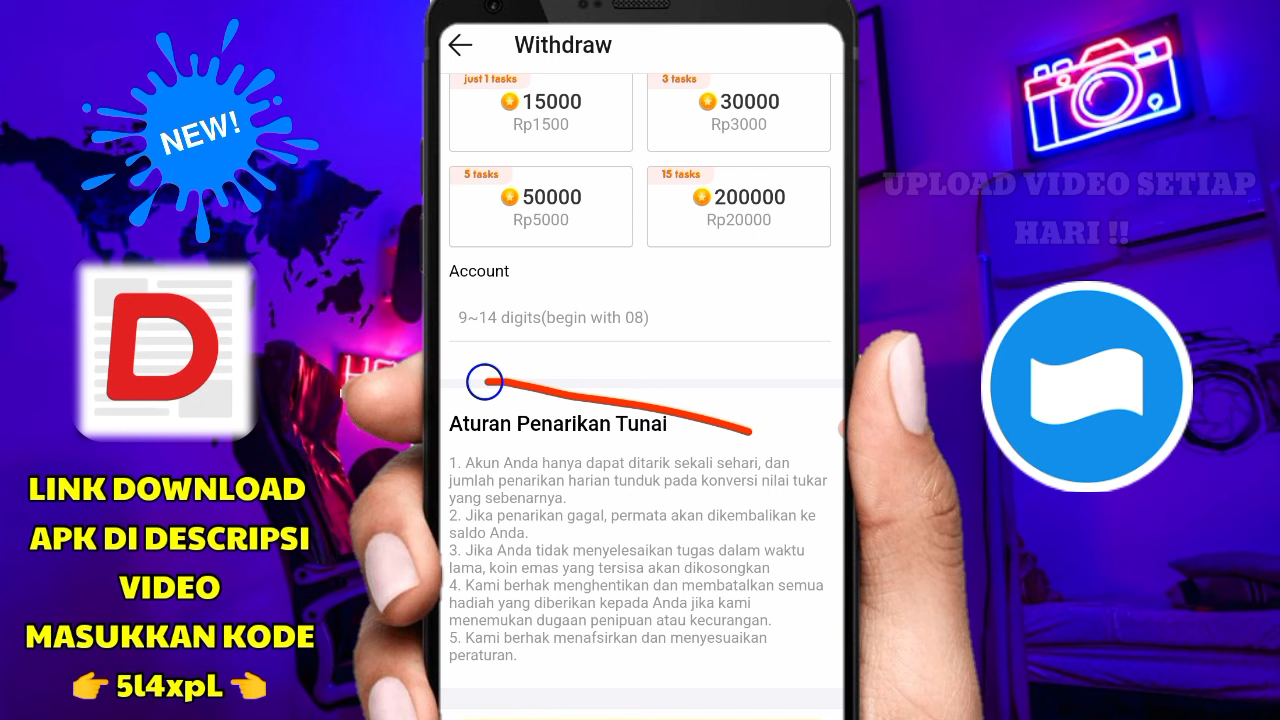 NEW!
LINK DOWNLOAD
APK DI DESCRIPSI
VIDEO
MASUKKAN KODE
👉 5l4xpL 👈
Withdraw
just 1 tasks
15000
Rp1500
3 tasks
30000
Rp3000
5 tasks
50000
Rp5000
15 tasks
200000
Rp20000
Account
9~14 digits(begin with 08)
Aturan Penarikan Tunai
1. Akun Anda hanya dapat ditarik sekali sehari, dan
jumlah penarikan harian tunduk pada konversi nilai tukar
yang sebenarnya.
2. Jika penarikan gagal, permata akan dikembalikan ke
saldo Anda.
3. Jika Anda tidak menyelesaikan tugas dalam waktu
lama, koin emas yang tersisa akan dikosongkan
4. Kami berhak menghentikan dan membatalkan semua
hadiah yang diberikan kepada Anda jika kami
menemukan dugaan penipuan atau kecurangan.
5. Kami berhak menafsirkan dan menyesuaikan
peraturan.
UPLOAD VIDEO SETIAP
HARI !!
D